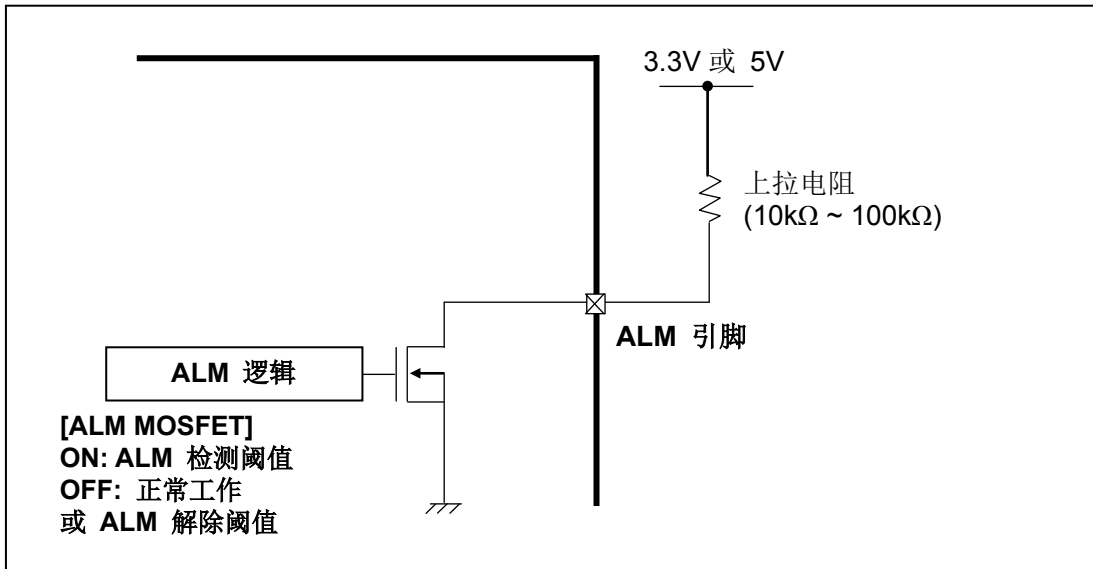 3.3V 或 5V
上拉电阻
(10kΩ ~ 100kΩ)
ALM 引脚
ALM 逻辑
[ALM MOSFET]
ON: ALM 检测阈值
OFF: 正常工作
或 ALM 解除阈值